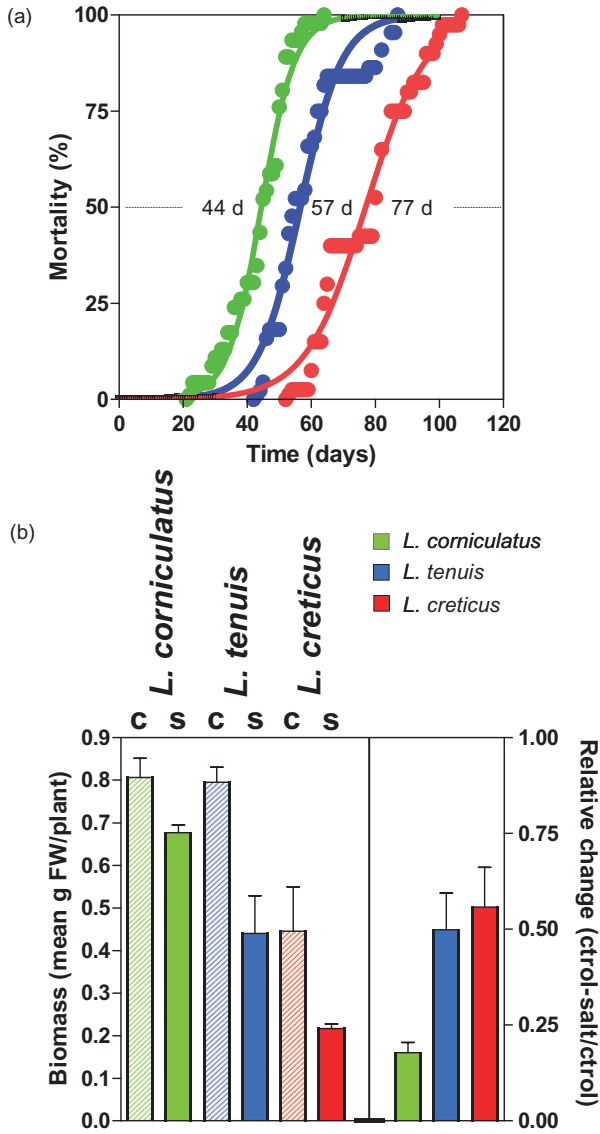 (a)
100
75
50
25
0
Mortality (%)
44 d
57 d
77 d
0
20
40
60
80
100
120
Time (days)
(b)
L. corniculatus
L. tenuis
L. creticus
L. corniculatus
L. tenuis
L. creticus
c
s
c
s
c
s
0.9
0.8
0.7
0.6
0.5
0.4
0.3
0.2
0.1
0.0
Biomass (mean g FW/plant)
1.00
0.75
0.50
0.25
0.00
Relative change
(ctrol-salt/ctrol)